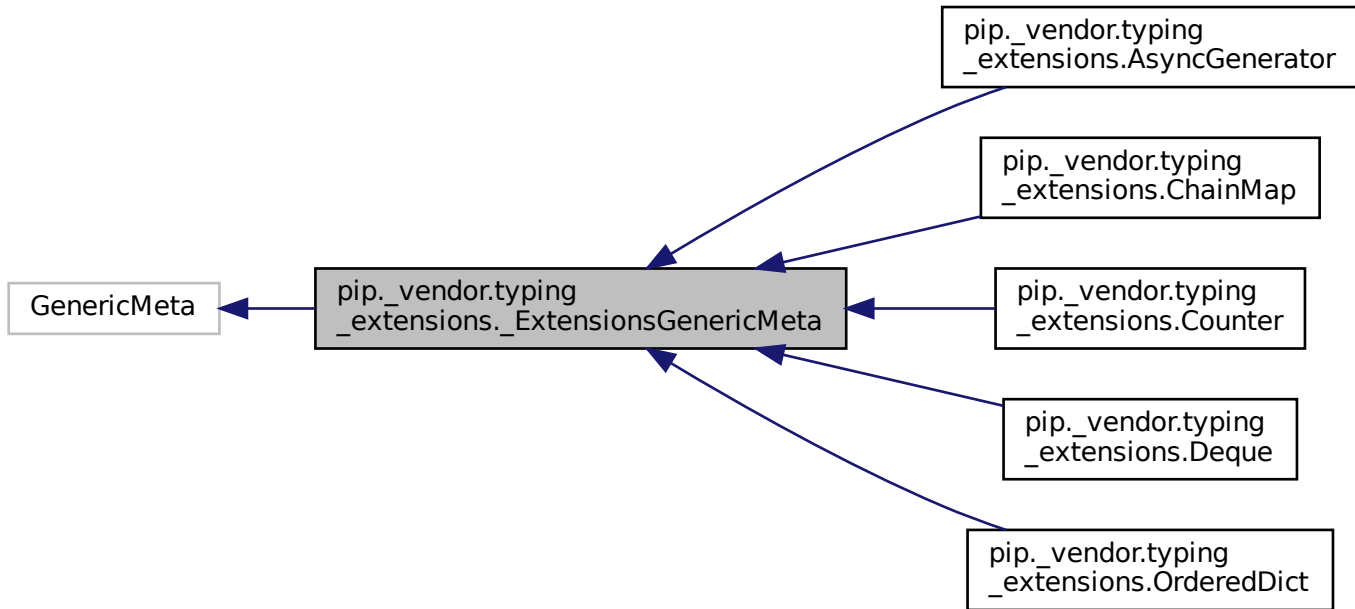 pip._vendor.typing
_extensions.AsyncGenerator
pip._vendor.typing
_extensions.ChainMap
GenericMeta
pip._vendor.typing
_extensions._ExtensionsGenericMeta
pip._vendor.typing
_extensions.Counter
pip._vendor.typing
_extensions.Deque
pip._vendor.typing
_extensions.OrderedDict